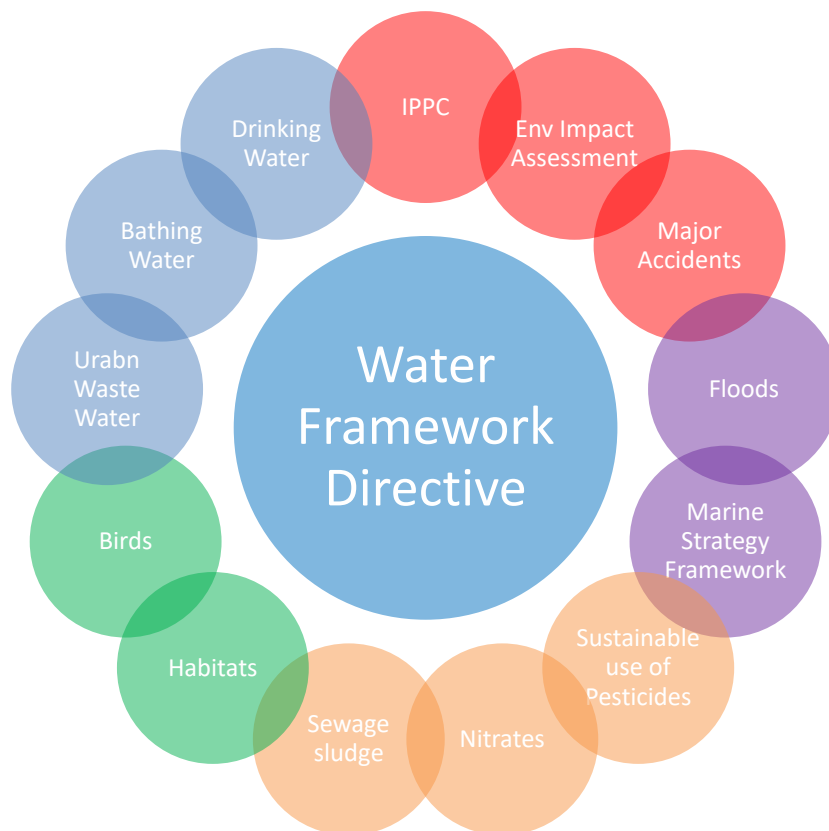 IPPC
Env Impact
Assessment
Major
Accidents
Floods
Marine
Strategy
Framework
Sustainable
use of
Pesticides
Nitrates
Sewage
sludge
Habitats
Birds
Urabn
Waste
Water
Bathing
Water
Drinking
Water
Water
Framework
Directive